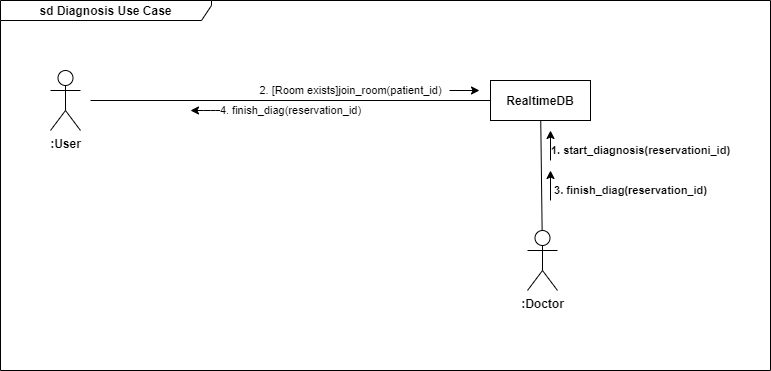 sd Diagnosis Use Case
2. [Room exists]join_room(patient_id)
RealtimeDB
4. finish_diag(reservation_id)
:User
1. start_diagnosis(reservationi_id)
3. finish_diag(reservation_id)
:Doctor